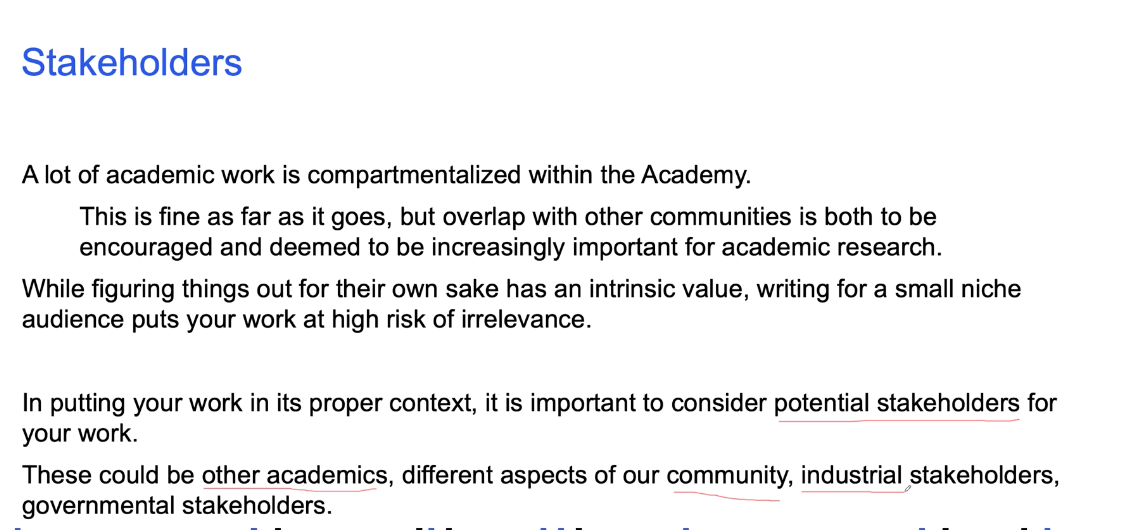 Stakeholders
A lot of academic work is compartmentalized within the Academy.
This is fine as far as it goes, but overlap with other communities is both to be
encouraged and deemed to be increasingly important for academic research.
While figuring things out for their own sake has an intrinsic value, writing for a small niche
audience puts your work at high risk of irrelevance.
In putting your work in its proper context, it is important to consider potential stakeholders for
your work.
These could be other academics, different aspects of our community, industrial stakeholders,
governmental stakeholders.